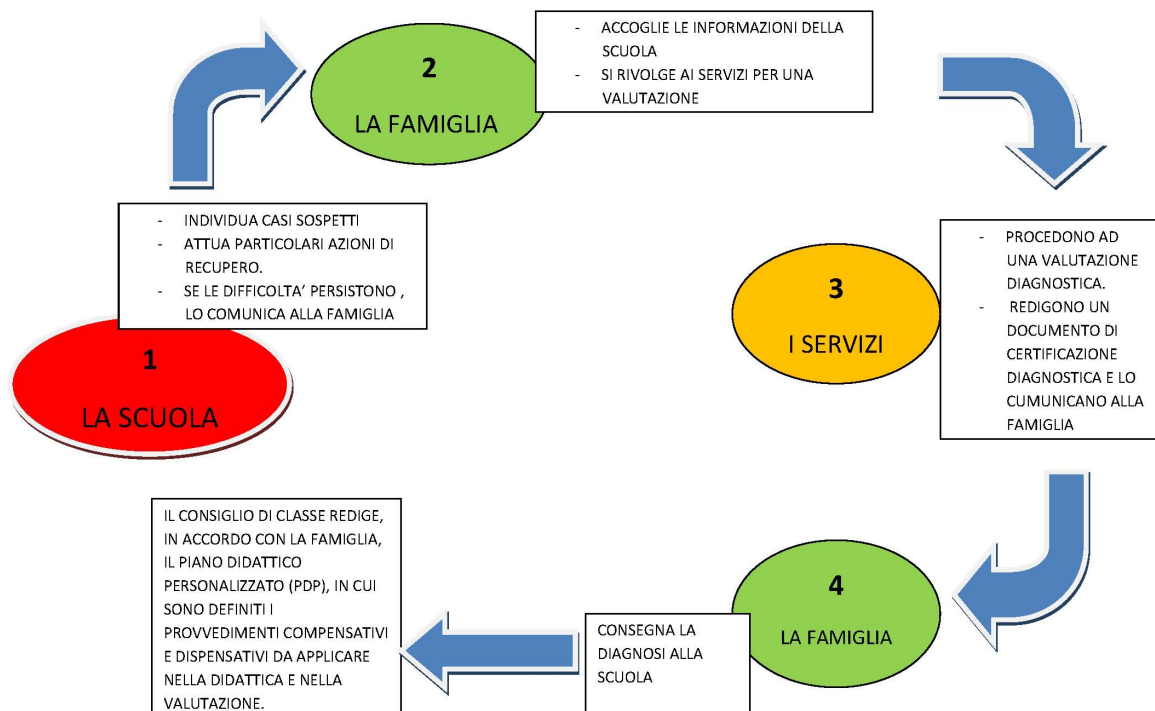 1
LA SCUOLA
- INDIVIDUA CASI SOSPETTI
- ATTUA PARTICOLARI AZIONI DI
RECUPERO.
- SE LE DIFFICOLTA’ PERSISTONO ,
LO COMUNICA ALLA FAMIGLIA
2
LA FAMIGLIA
- ACCOGLIE LE INFORMAZIONI DELLA
SCUOLA
- SI RIVOLGE AI SERVIZI PER UNA
VALUTAZIONE
3
I SERVIZI
- PROCEDONO AD
UNA VALUTAZIONE
DIAGNOSTICA.
- REDIGONO UN
DOCUMENTO DI
CERTIFICAZIONE
DIAGNOSTICA E LO
CUMUNICANO ALLA
FAMIGLIA
4
LA FAMIGLIA
CONSEGNA LA
DIAGNOSI ALLA
SCUOLA
IL CONSIGLIO DI CLASSE REDIGE,
IN ACCORDO CON LA FAMIGLIA,
IL PIANO DIDATTICO
PERSONALIZZATO (PDP), IN CUI
SONO DEFINITI I
PROVVEDIMENTI COMPENSATIVI
E DISPENSATIVI DA APPLICARE
NELLA DIDATTICA E NELLA
VALUTAZIONE.